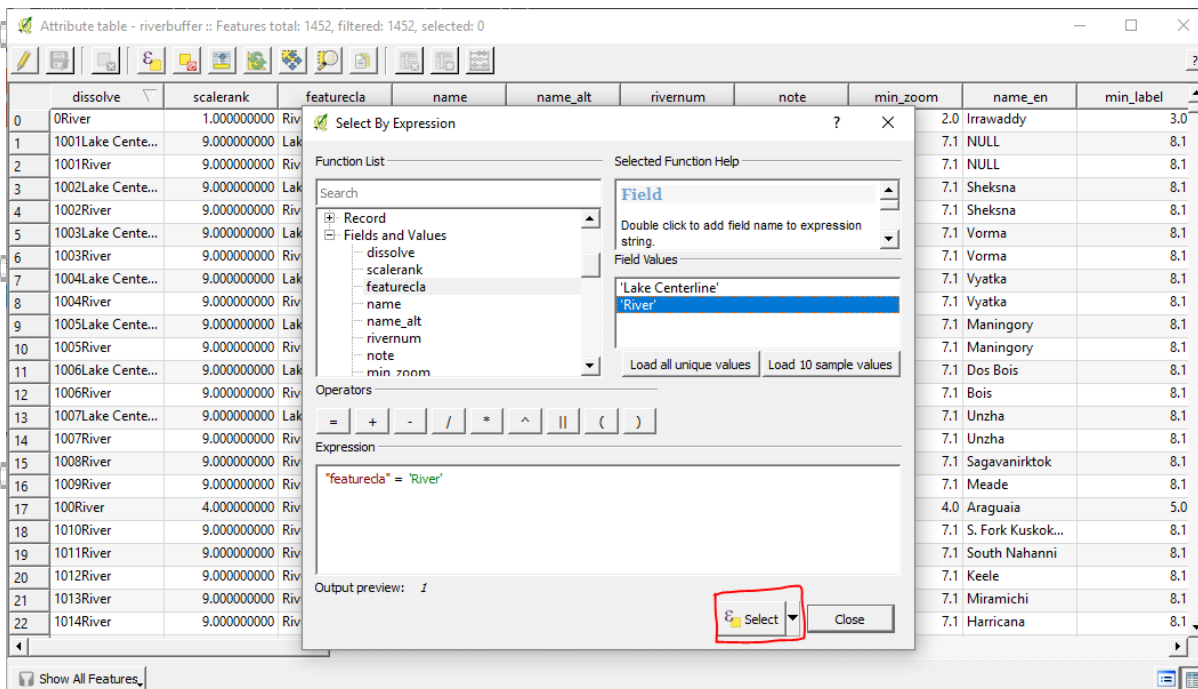 Attribute table - riverbuffer :: Features total: 1452, filtered: 1452, selected: 0
dissolve scalerank featurecla name name_alt rivernum note min_zoom name_en min_label
0 0River 1.000000000 Riv 2.0 Irrawaddy 3.0
1 1001Lake Cente... 9.000000000 Lak 7.1 NULL 8.1
2 1001River 9.000000000 Riv 7.1 NULL 8.1
3 1002Lake Cente... 9.000000000 Lak 7.1 Sheksna 8.1
4 1002River 9.000000000 Riv 7.1 Sheksna 8.1
5 1003Lake Cente... 9.000000000 Lak 7.1 Vorma 8.1
6 1003River 9.000000000 Riv 7.1 Vorma 8.1
7 1004Lake Cente... 9.000000000 Lak 7.1 Vyatka 8.1
8 1004River 9.000000000 Riv 7.1 Vyatka 8.1
9 1005Lake Cente... 9.000000000 Lak 7.1 Maningory 8.1
10 1005River 9.000000000 Riv 7.1 Maningory 8.1
11 1006Lake Cente... 9.000000000 Lak 7.1 Dos Bois 8.1
12 1006River 9.000000000 Riv 7.1 Bois 8.1
13 1007Lake Cente... 9.000000000 Lak 7.1 Unzha 8.1
14 1007River 9.000000000 Riv 7.1 Unzha 8.1
15 1008River 9.000000000 Riv 7.1 Sagavanirktok 8.1
16 1009River 9.000000000 Riv 7.1 Meade 8.1
17 100River 4.000000000 Riv 4.0 Araguaia 5.0
18 1010River 9.000000000 Riv 7.1 S. Fork Kuskok... 8.1
19 1011River 9.000000000 Riv 7.1 South Nahanni 8.1
20 1012River 9.000000000 Riv 7.1 Keele 8.1
21 1013River 9.000000000 Riv 7.1 Miramichi 8.1
22 1014River 9.000000000 Riv 7.1 Harricana 8.1
Show All Features
Select By Expression ?
Function List
Search
Record
Fields and Values
dissolve
scalerank
featurecla
name
name_alt
rivernum
note
min_zoom
Selected Function Help
Field
Double click to add field name to expression
string.
Field Values
'Lake Centerline'
'River'
Load all unique values Load 10 sample values
Operators
= + - / * ^ || ( )
Expression
"featurecla" = 'River'
Output preview: 1
ε Select Close